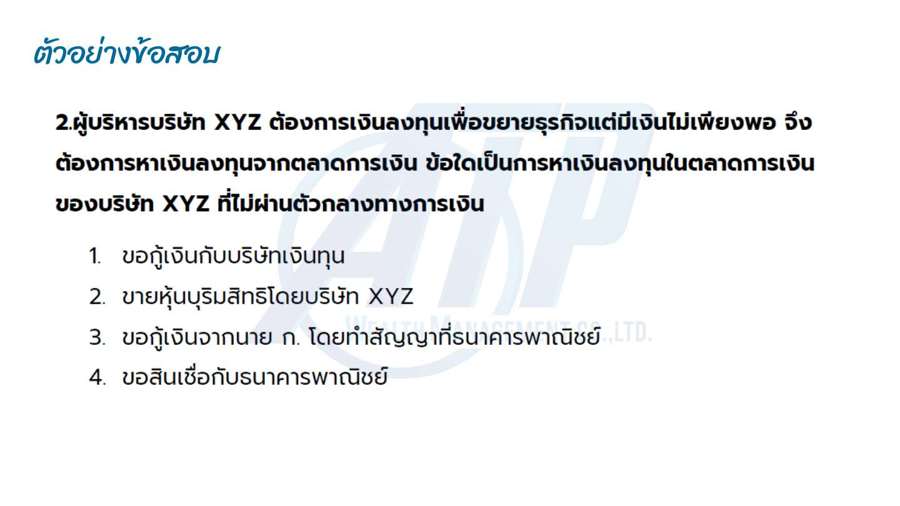 ตัวอย่างข้อสอบ
2.ผู้บริหารบริษัท XYZ ต้องการเงินลงทุนเพื่อขยายธุรกิจแต่มีเงินไม่เพียงพอ จึง
ต้องการหาเงินลงทุนจากตลาดการเงิน ข้อใดเป็นการหาเงินลงทุนในตลาดการเงิน
ของบริษัท XYZ ที่ไม่ผ่านตัวกลางทางการเงิน
1. ขอกู้เงินกับบริษัทเงินทุน
2. ขายหุ้นบุริมสิทธิโดยบริษัท XYZ
3. ขอกู้เงินจากนาย ก. โดยทำสัญญาที่ธนาคารพาณิชย์
4. ขอสินเชื่อกับธนาคารพาณิชย์
ATP
WEALTH MANAGEMENT CO.,LTD.